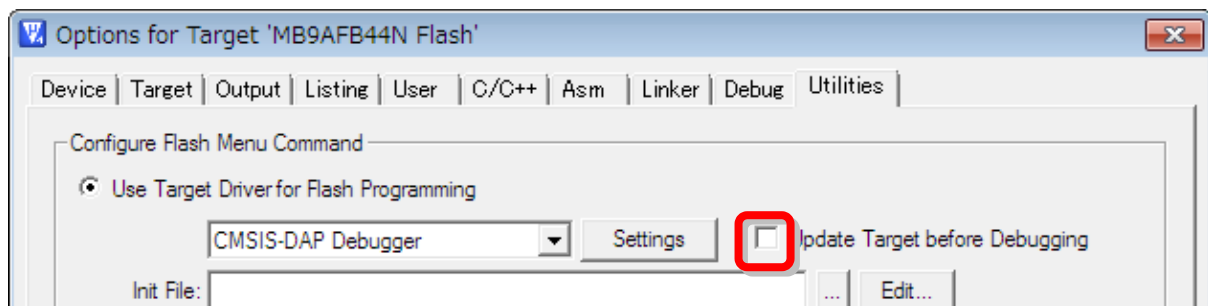 Options for Target 'MB9AFB44N Flash'
Device Target Output Listing User C/C++ Asm Linker Debug Utilities
Configure Flash Menu Command
Use Target Driver for Flash Programming
CMSIS-DAP Debugger Settings Update Target before Debugging
Init File: ... Edit...